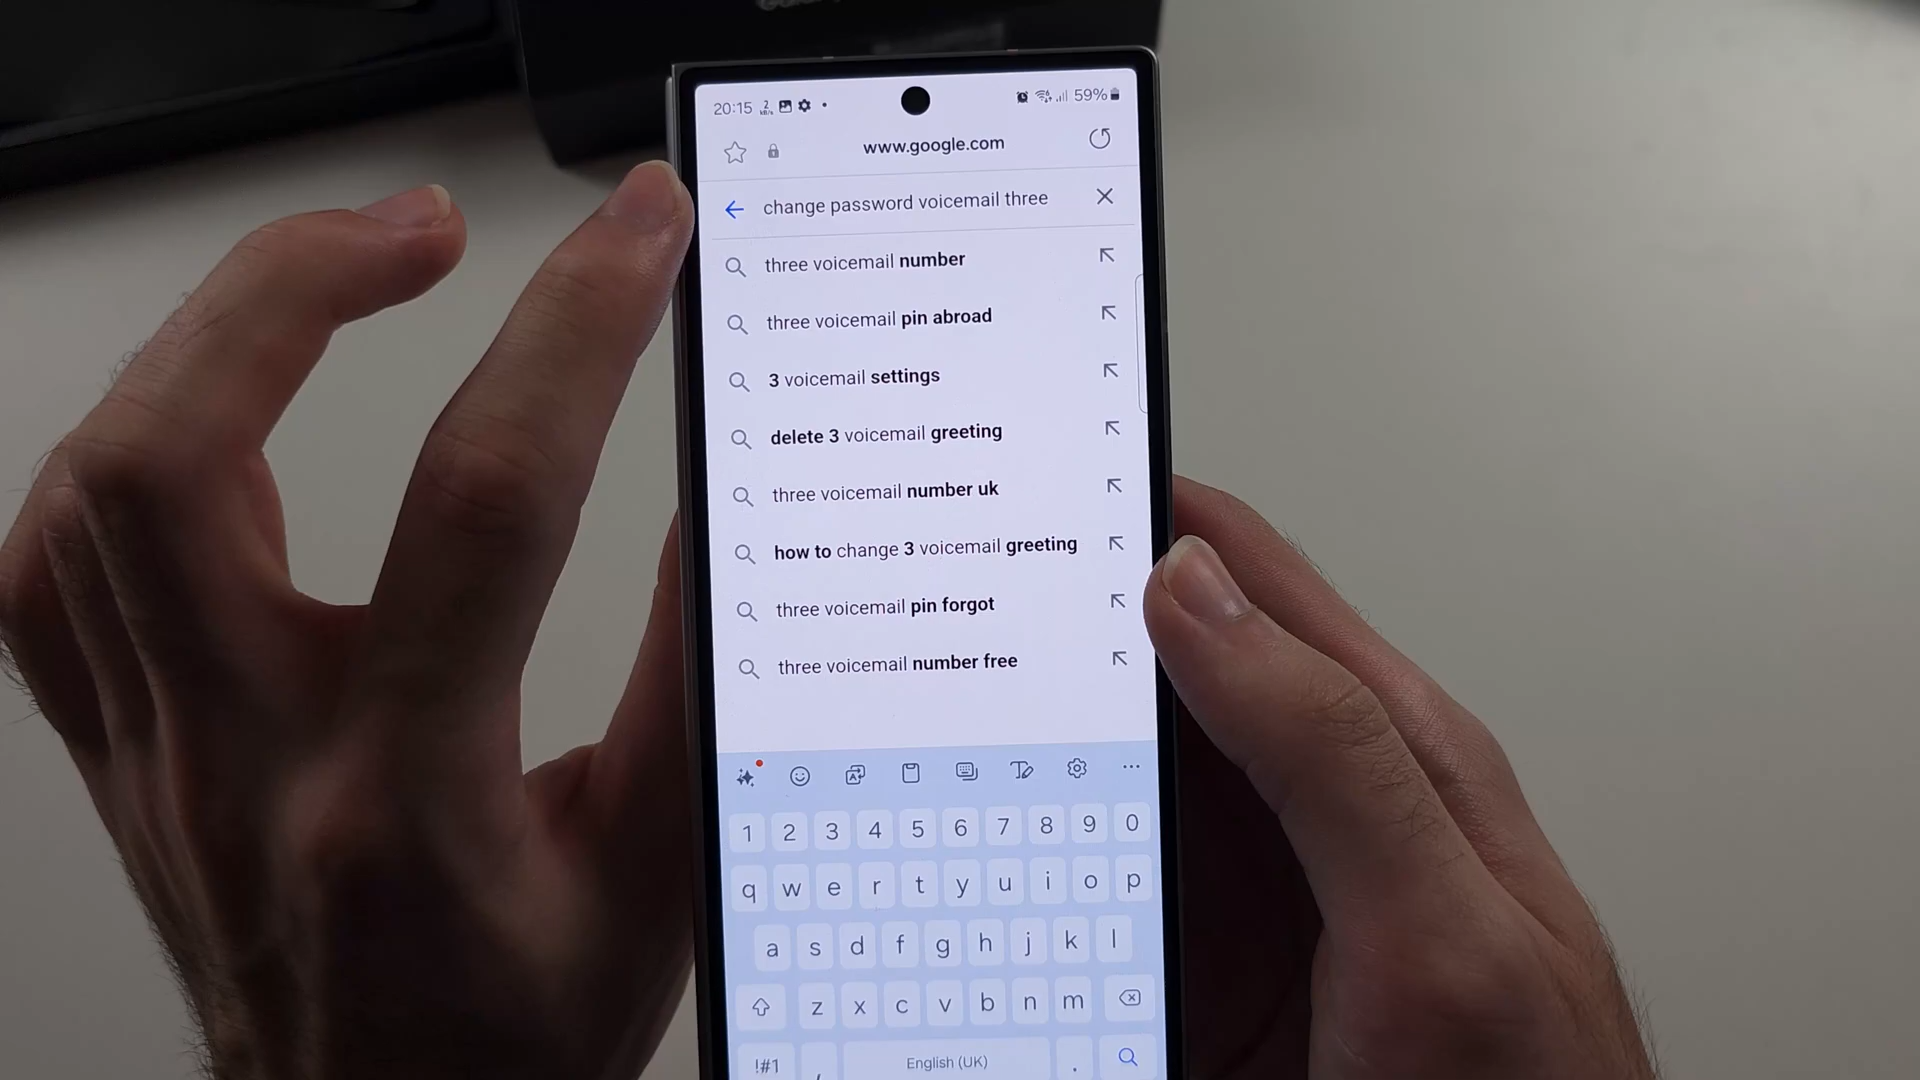 20:15 59%
www.google.com
change password voicemail three
three voicemail number
three voicemail pin abroad
3 voicemail settings
delete 3 voicemail greeting
three voicemail number uk
how to change 3 voicemail greeting
three voicemail pin forgot
three voicemail number free
1 2 3 4 5 6 7 8 9 0
q w e r t y u i o p
a s d f g h j k l
z x c v b n m
!#1 , English (UK) .